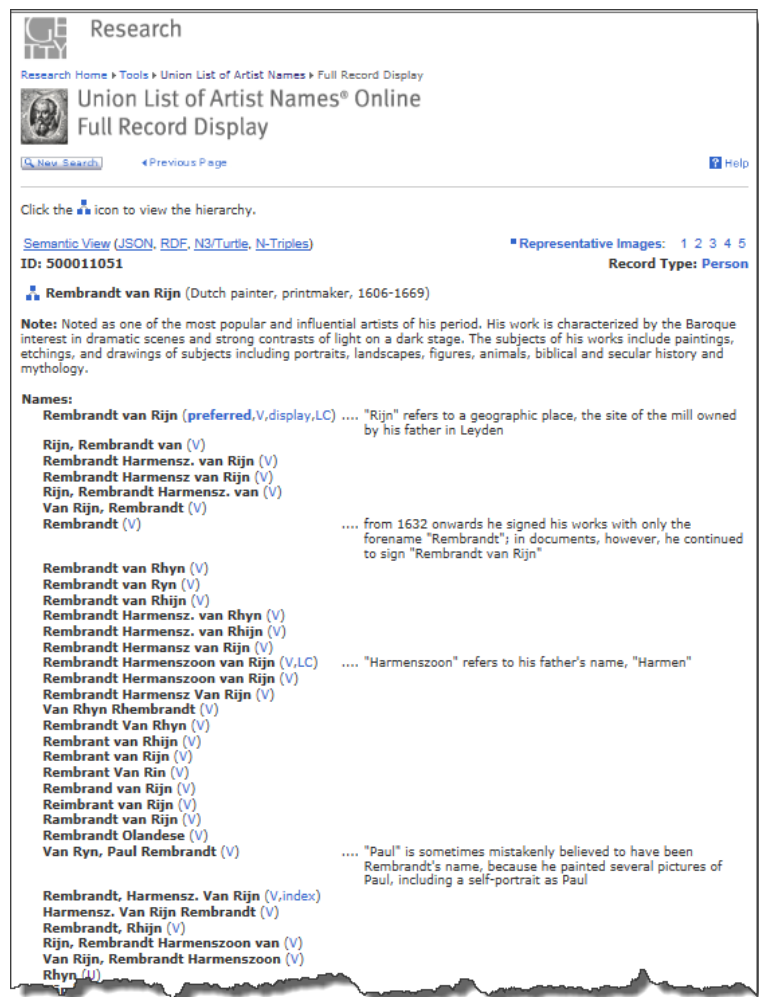 GETTY
Research
Research Home ▸ Tools ▸ Union List of Artist Names ▸ Full Record Display
Union List of Artist Names® Online
Full Record Display
New Search
Previous Page
? Help
Click the icon to view the hierarchy.
Semantic View (JSON, RDF, N3/Turtle, N-Triples)
Representative Images: 1 2 3 4 5
ID: 500011051
Record Type: Person
Rembrandt van Rijn (Dutch painter, printmaker, 1606-1669)
Note: Noted as one of the most popular and influential artists of his period. His work is characterized by the Baroque
interest in dramatic scenes and strong contrasts of light on a dark stage. The subjects of his works include paintings,
etchings, and drawings of subjects including portraits, landscapes, figures, animals, biblical and secular history and
mythology.
Names:
Rembrandt van Rijn (preferred,V,display,LC) .... "Rijn" refers to a geographic place, the site of the mill owned
by his father in Leyden
Rijn, Rembrandt van (V)
Rembrandt Harmensz. van Rijn (V)
Rembrandt Harmensz van Rijn (V)
Rijn, Rembrandt Harmensz. van (V)
Van Rijn, Rembrandt (V)
Rembrandt (V) .... from 1632 onwards he signed his works with only the
forename "Rembrandt"; in documents, however, he continued
to sign "Rembrandt van Rijn"
Rembrandt van Rhyn (V)
Rembrandt van Ryn (V)
Rembrandt van Rhijn (V)
Rembrandt Harmensz. van Rhyn (V)
Rembrandt Harmensz. van Rhijn (V)
Rembrandt Hermansz van Rijn (V)
Rembrandt Harmenszoon van Rijn (V,LC) .... "Harmenszoon" refers to his father's name, "Harmen"
Rembrandt Hermanszoon van Rijn (V)
Rembrandt Harmensz Van Rijn (V)
Van Rhyn Rhembrandt (V)
Rembrandt Van Rhyn (V)
Rembrant van Rhijn (V)
Rembrant van Rijn (V)
Rembrant Van Rin (V)
Rembrand van Rijn (V)
Reimbrant van Rijn (V)
Rambrandt van Rijn (V)
Rembrandt Olandese (V)
Van Ryn, Paul Rembrandt (V) .... "Paul" is sometimes mistakenly believed to have been
Rembrandt's name, because he painted several pictures of
Paul, including a self-portrait as Paul
Rembrandt, Harmensz. Van Rijn (V,index)
Harmensz. Van Rijn Rembrandt (V)
Rembrandt, Rhijn (V)
Rijn, Rembrandt Harmenszoon van (V)
Van Rijn, Rembrandt Harmenszoon (V)
Rhyn (U)